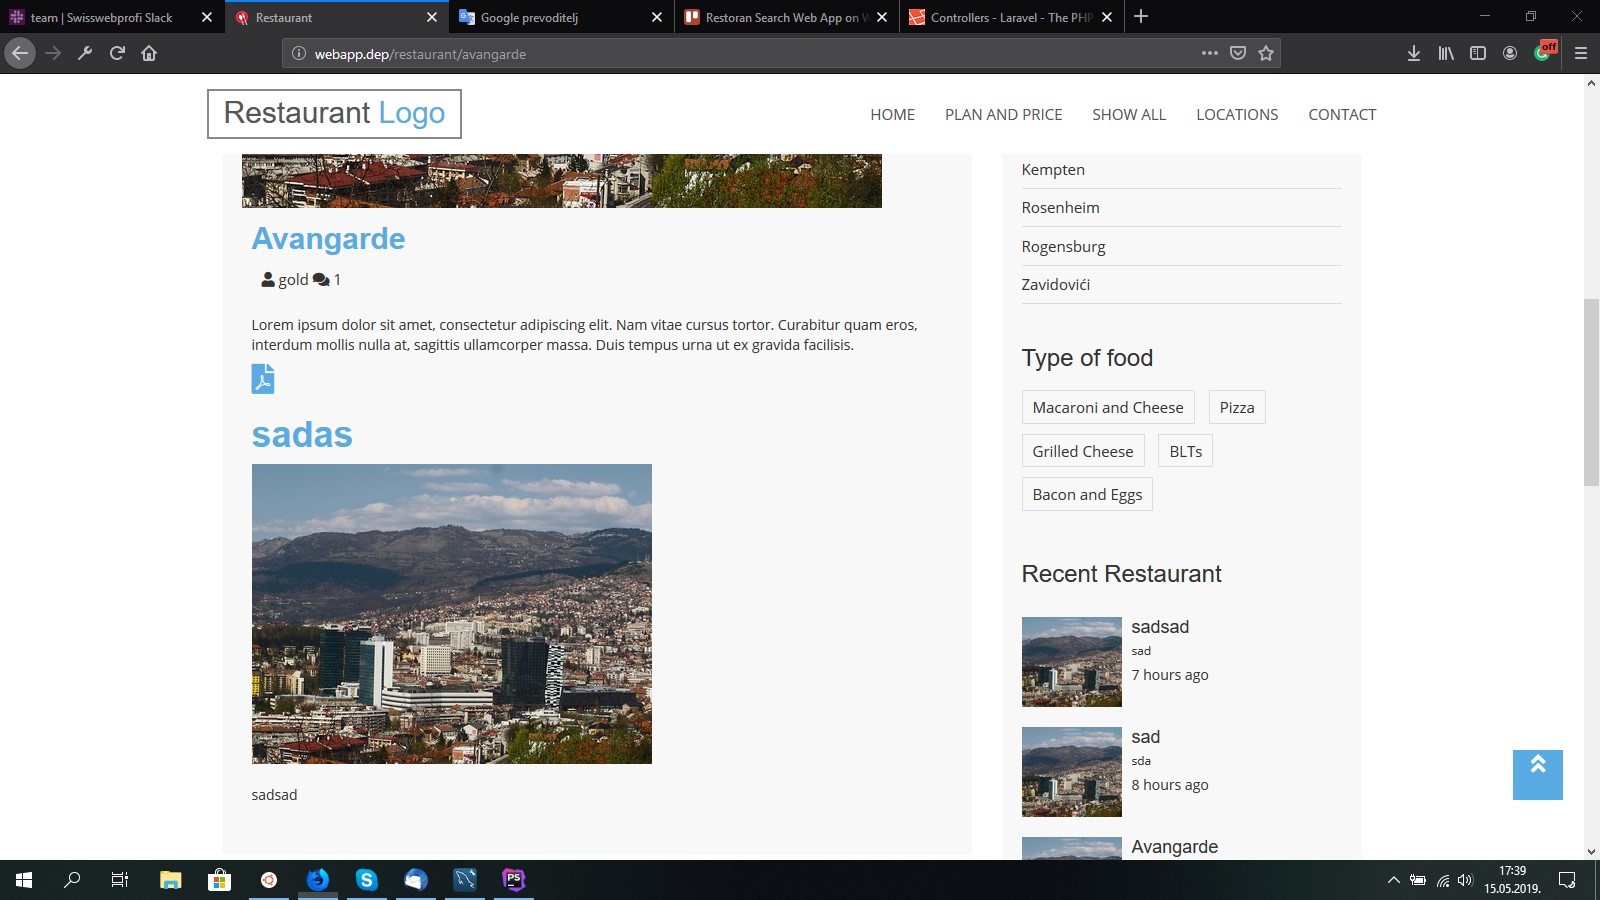 team | Swisswebprofi Slack
Restaurant
Google prevoditelj
Restoran Search Web App on W
Controllers - Laravel - The PHP
webapp.dep/restaurant/avangarde
off
Restaurant Logo
HOME
PLAN AND PRICE
SHOW ALL
LOCATIONS
CONTACT
Avangarde
gold 1
Lorem ipsum dolor sit amet, consectetur adipiscing elit. Nam vitae cursus tortor. Curabitur quam eros,
interdum mollis nulla at, sagittis ullamcorper massa. Duis tempus urna ut ex gravida facilisis.
sadas
sadsad
Kempten
Rosenheim
Rogensburg
Zavidovići
Type of food
Macaroni and Cheese
Pizza
Grilled Cheese
BLTs
Bacon and Eggs
Recent Restaurant
sadsad
sad
7 hours ago
sad
sda
8 hours ago
Avangarde
PS
17:39
15.05.2019.